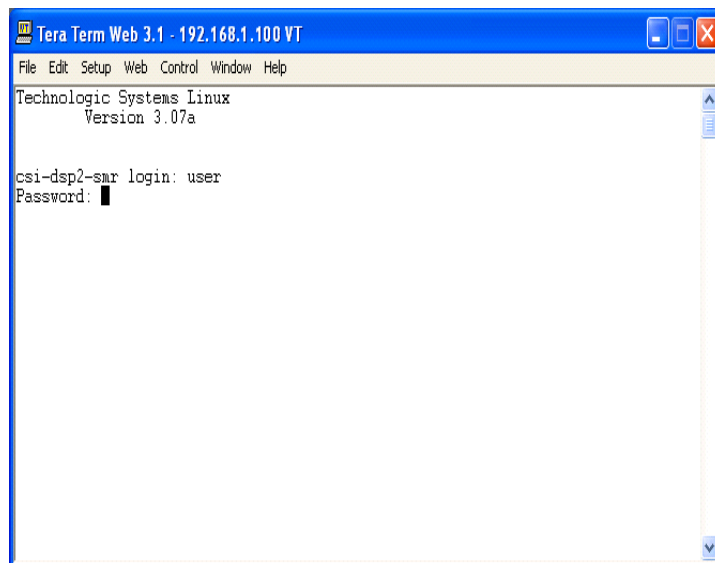 Tera Term Web 3.1 - 192.168.1.100 VT
File Edit Setup Web Control Window Help
Technologic Systems Linux
Version 3.07a
csi-dsp2-smr login: user
Password: